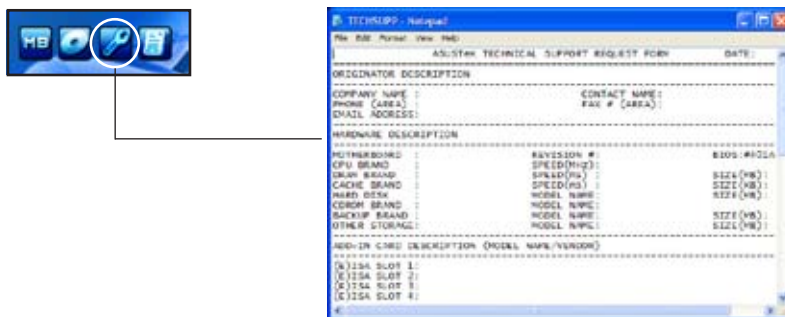 MB
TECHSUPP - Notepad
File Edit Format View Help
ASUSTeK TECHNICAL SUPPORT REQUEST FORM DATE:
ORIGINATOR DESCRIPTION
COMPANY NAME : CONTACT NAME:
PHONE (AREA) : FAX # (AREA):
EMAIL ADDRESS:
HARDWARE DESCRIPTION
MOTHERBOARD : REVISION #: BIOS:
CPU BRAND : SPEED(MHz):
DRAM BRAND : SPEED(ns) : SIZE(MB):
CACHE BRAND : SPEED(ns) : SIZE(KB):
HARD DISK : MODEL NAME: SIZE(MB):
CDROM BRAND : MODEL NAME:
BACKUP BRAND : MODEL NAME: SIZE(MB):
OTHER STORAGE: MODEL NAME: SIZE(MB):
ADD-IN CARD DESCRIPTION (MODEL NAME/VENDOR)
(E)ISA SLOT 1:
(E)ISA SLOT 2:
(E)ISA SLOT 3:
(E)ISA SLOT 4: